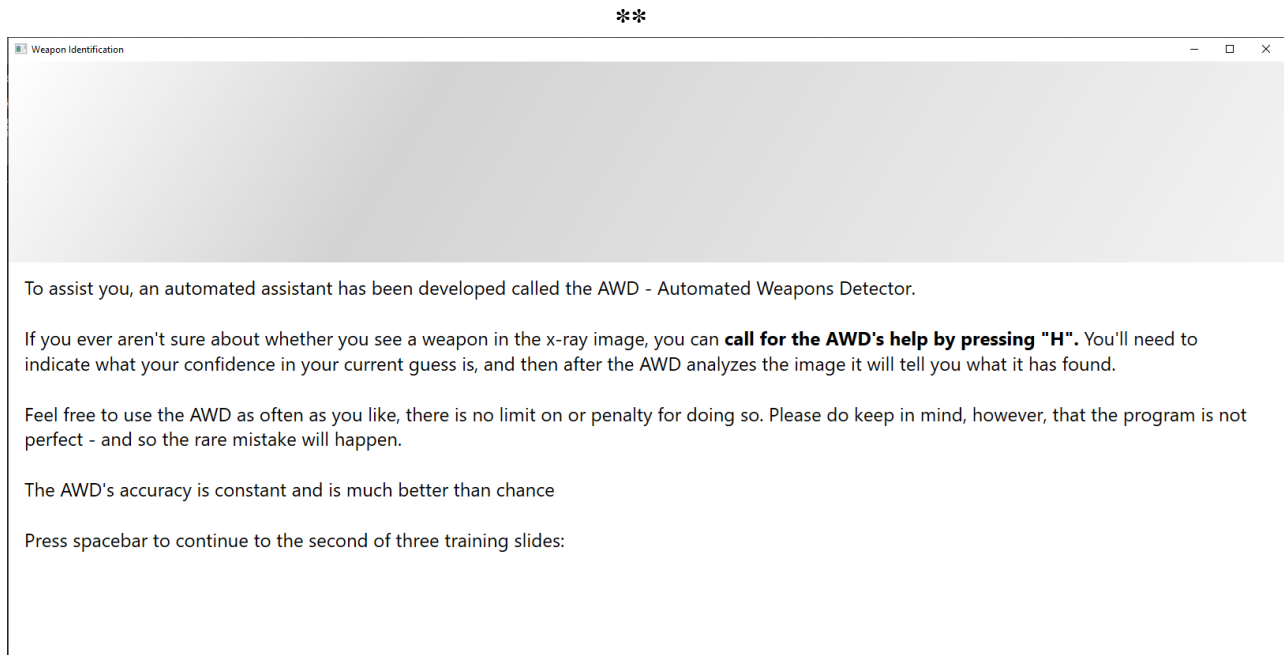 **
Weapon Identification
To assist you, an automated assistant has been developed called the AWD - Automated Weapons Detector.
If you ever aren't sure about whether you see a weapon in the x-ray image, you can call for the AWD's help by pressing "H". You'll need to
indicate what your confidence in your current guess is, and then after the AWD analyzes the image it will tell you what it has found.
Feel free to use the AWD as often as you like, there is no limit on or penalty for doing so. Please do keep in mind, however, that the program is not
perfect - and so the rare mistake will happen.
The AWD's accuracy is constant and is much better than chance
Press spacebar to continue to the second of three training slides: